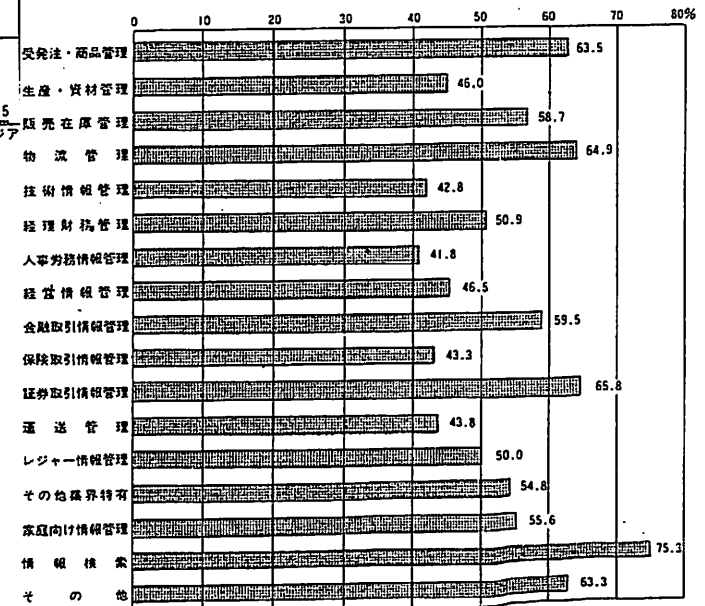 0 10 20 30 40 50 60 70 80%
受発注・商品管理 63.5
生産・資材管理 46.0
5
ジア
販売在庫管理 58.7
物流管理 64.9
技術情報管理 42.8
経理財務管理 50.9
人事労務情報管理 41.8
経営情報管理 46.5
金融取引情報管理 59.5
保険取引情報管理 43.3
証券取引情報管理 65.8
運送管理 43.8
レジャー情報管理 50.0
その他業界特有 54.8
家庭向け情報管理 55.6
情報検索 75.3
その他 63.3